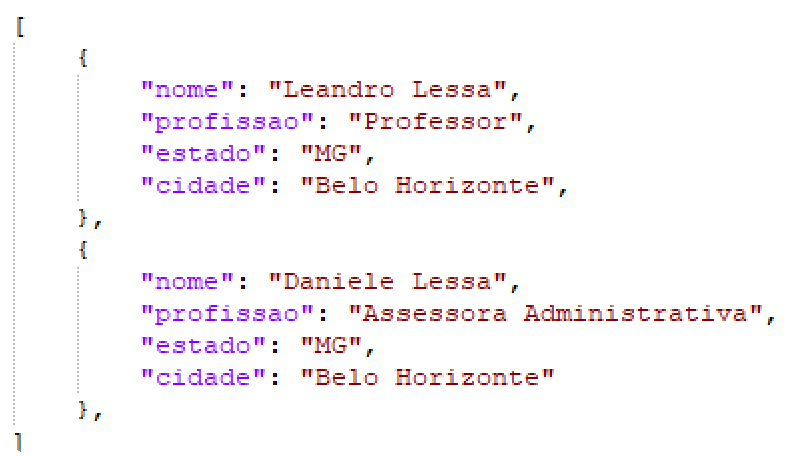 [
{
"nome": "Leandro Lessa",
"profissao": "Professor",
"estado": "MG",
"cidade": "Belo Horizonte",
},
{
"nome": "Daniele Lessa",
"profissao": "Assessora Administrativa",
"estado": "MG",
"cidade": "Belo Horizonte"
},
]